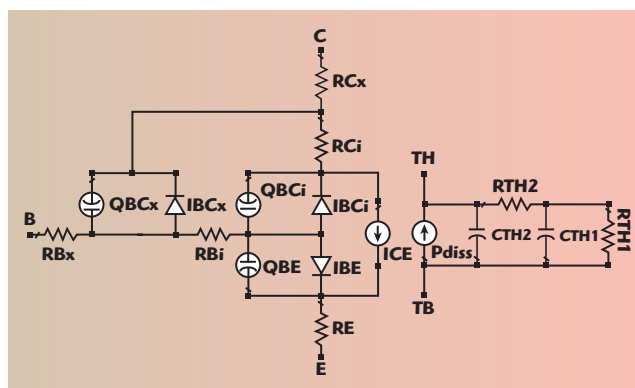 C
RCx
RCi
TH
RTH2
QBCx
IBCx
QBCi
IBCi
B
RBx
RBi
ICE
Pdiss.
CTH2
CTH1
RTH1
QBE
IBE
TB
RE
E